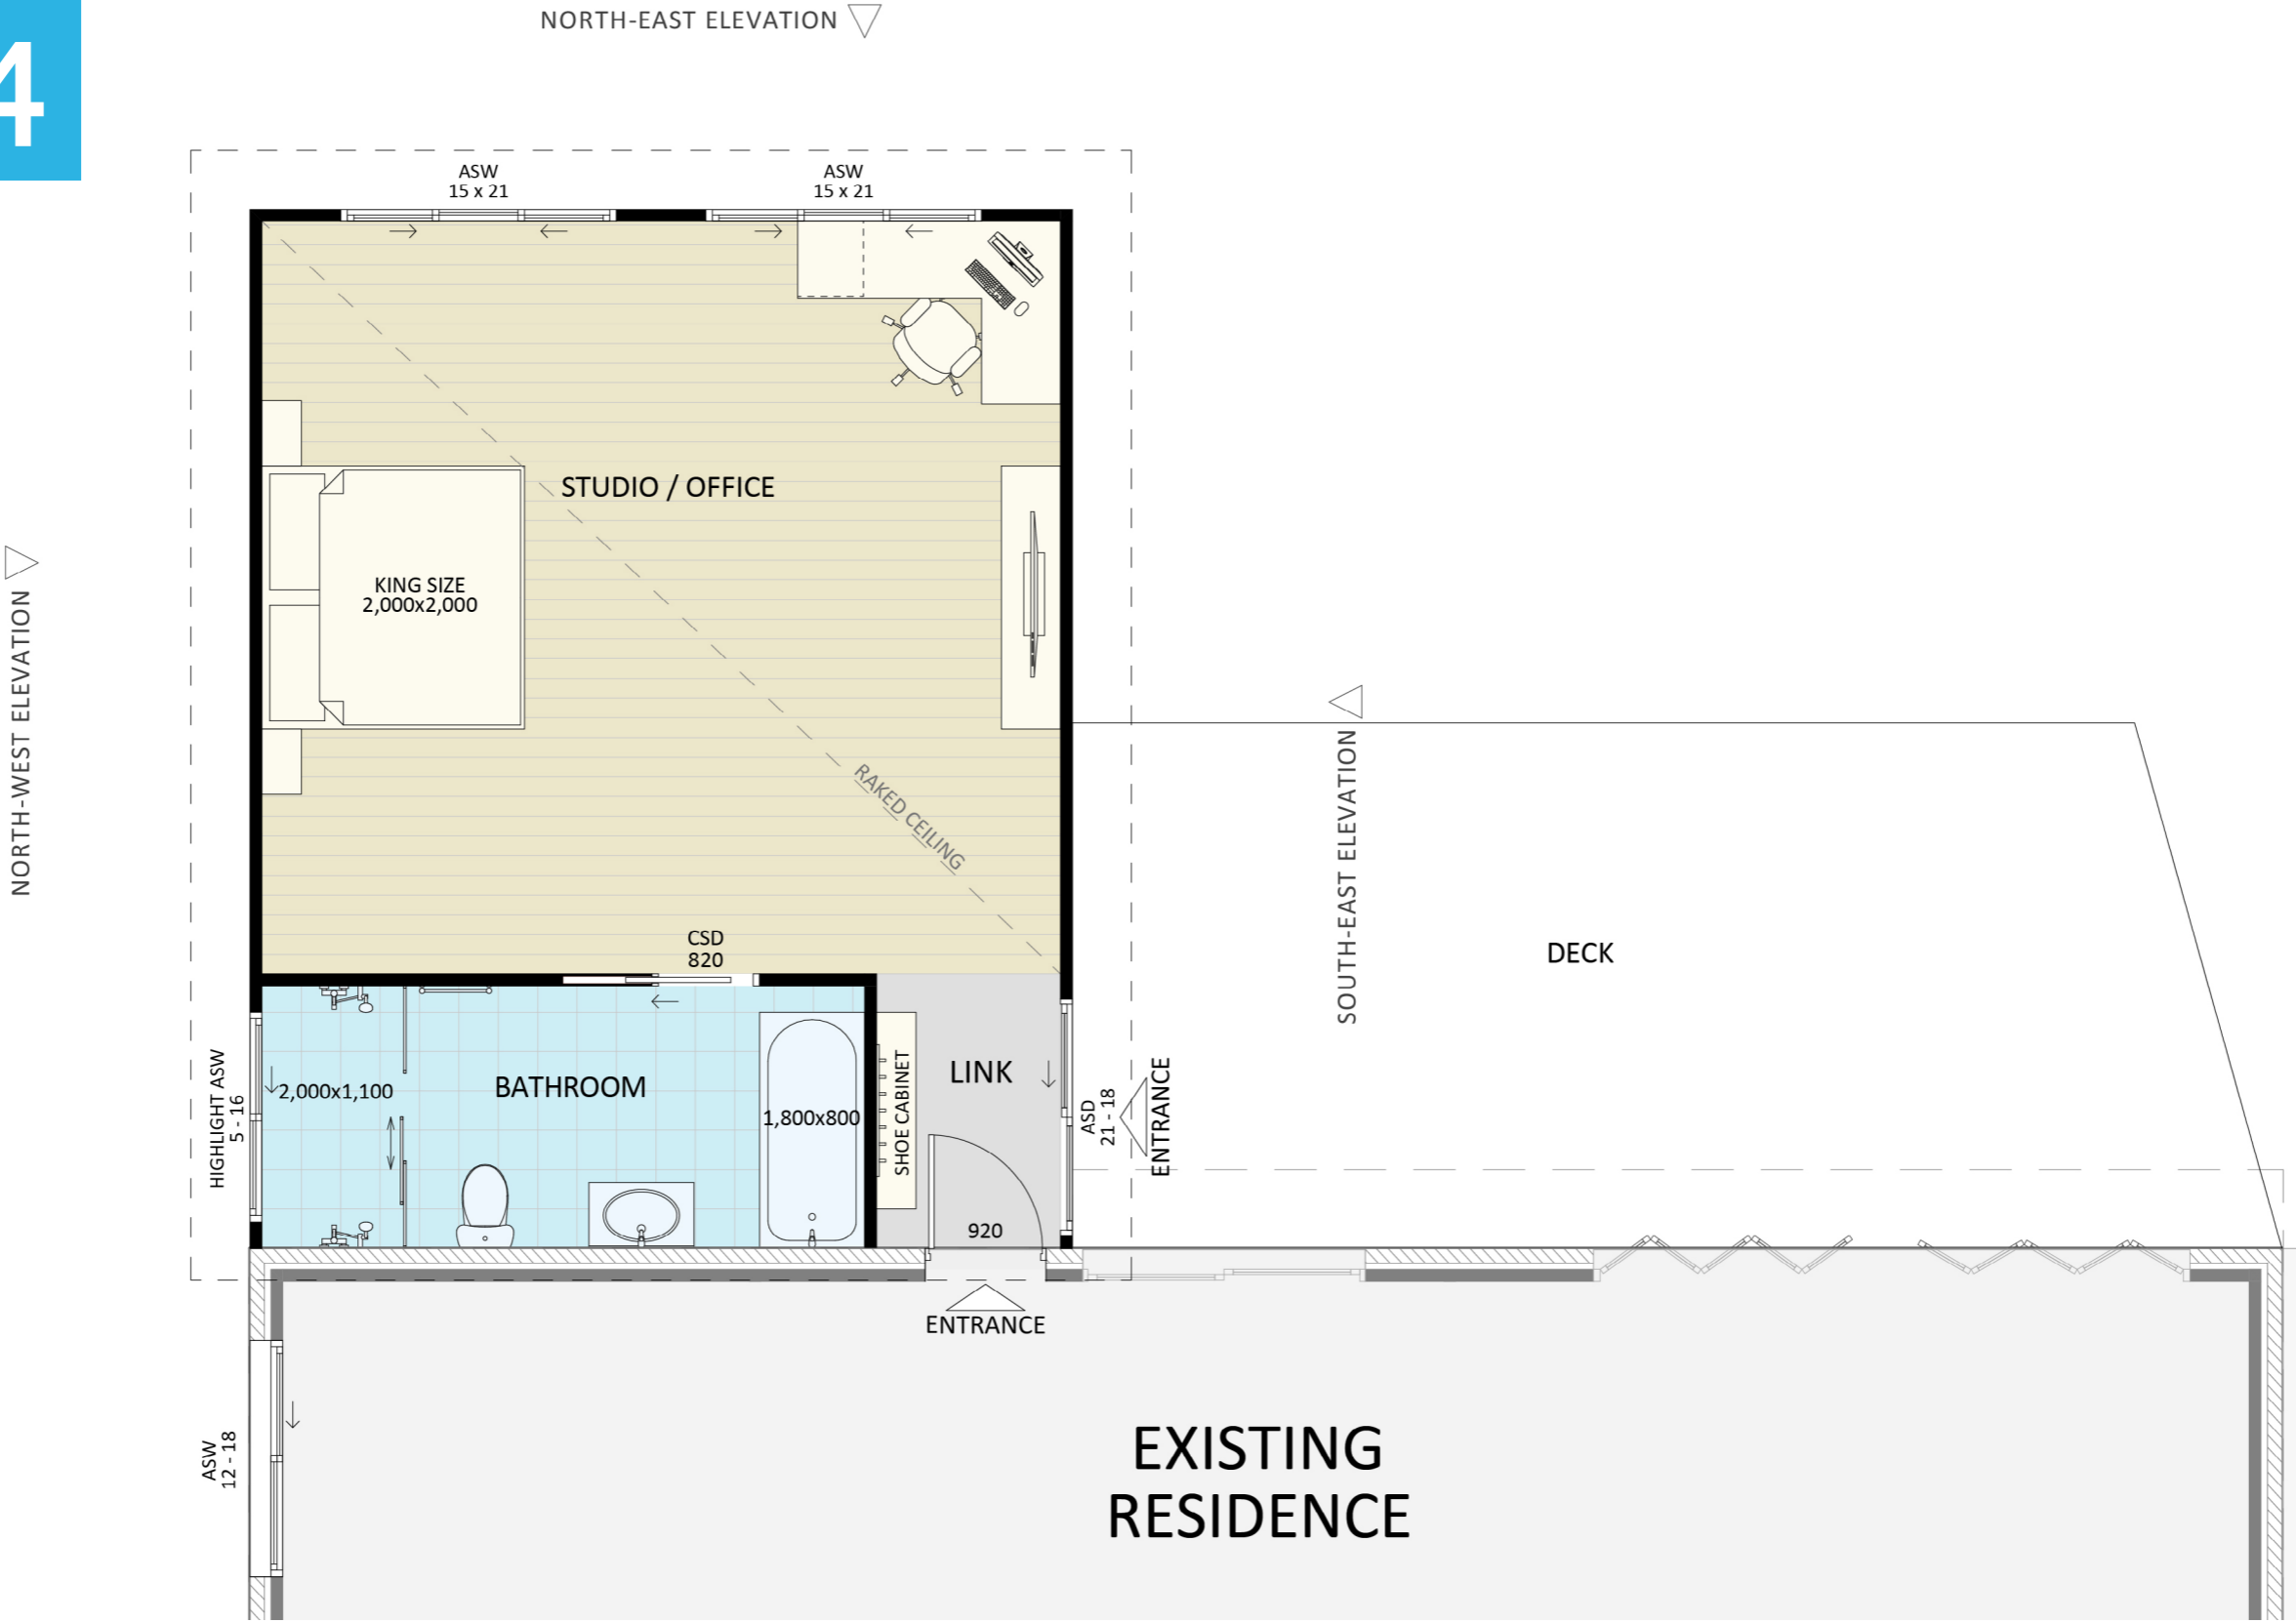 NORTH-EAST ELEVATION
4
ASW
15 x 21
ASW
15 x 21
STUDIO / OFFICE
KING SIZE
2,000x2,000
NORTH-WEST ELEVATION
RAKED CEILING
SOUTH-EAST ELEVATION
DECK
CSD
820
HIGHLIGHT ASW
5 - 16
2,000x1,100
BATHROOM
1,800x800
SHOE CABINET
LINK
ASD
21 - 18
ENTRANCE
920
ENTRANCE
ASW
12 - 18
EXISTING
RESIDENCE